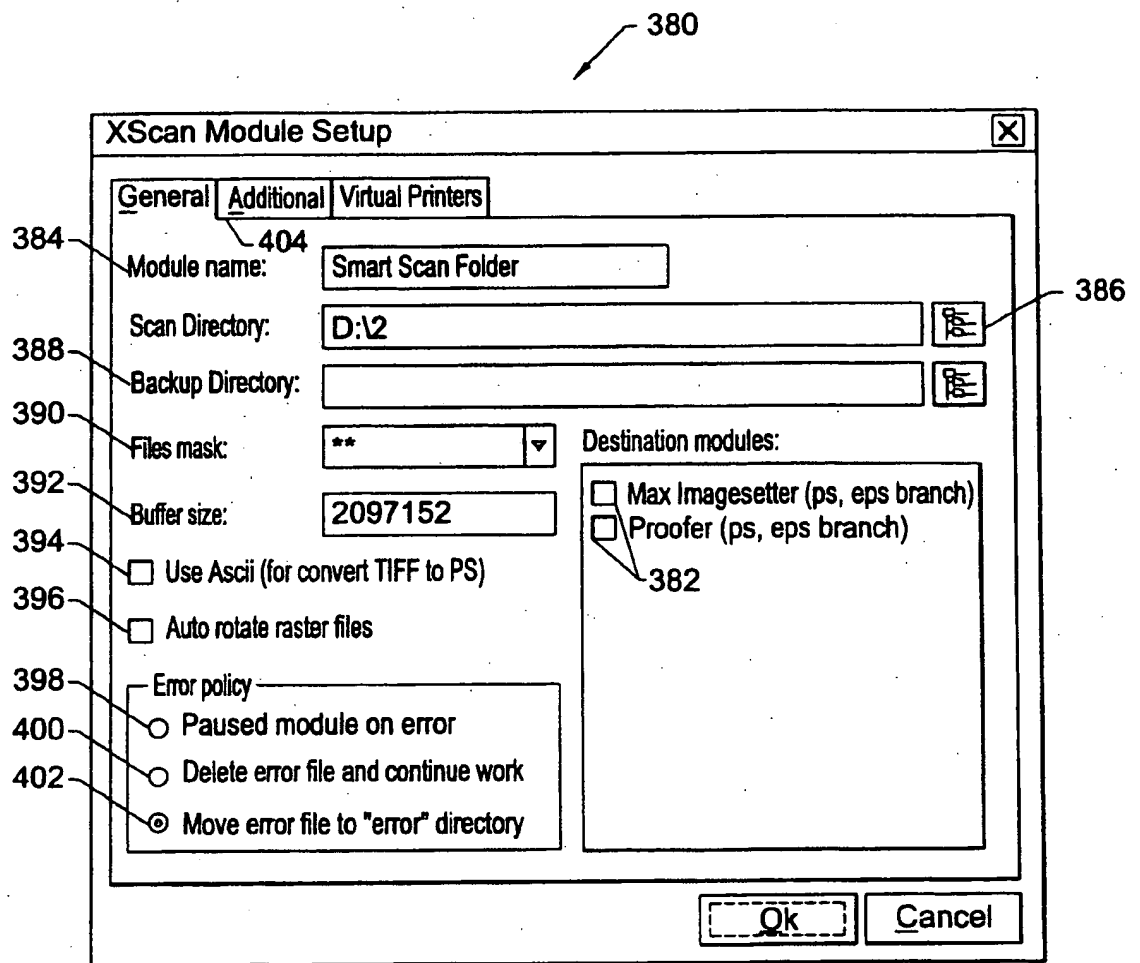 380
XScan Module Setup
General Additional Virtual Printers
384 404
Module name: Smart Scan Folder
Scan Directory: D:\2 386
388
Backup Directory:
390
Files mask: ** Destination modules:
392
Buffer size: 2097152 Max Imagesetter (ps, eps branch)
Proofer (ps, eps branch)
394
Use Ascii (for convert TIFF to PS) 382
396
Auto rotate raster files
398 Error policy
Paused module on error
400
Delete error file and continue work
402
Move error file to "error" directory
Ok Cancel